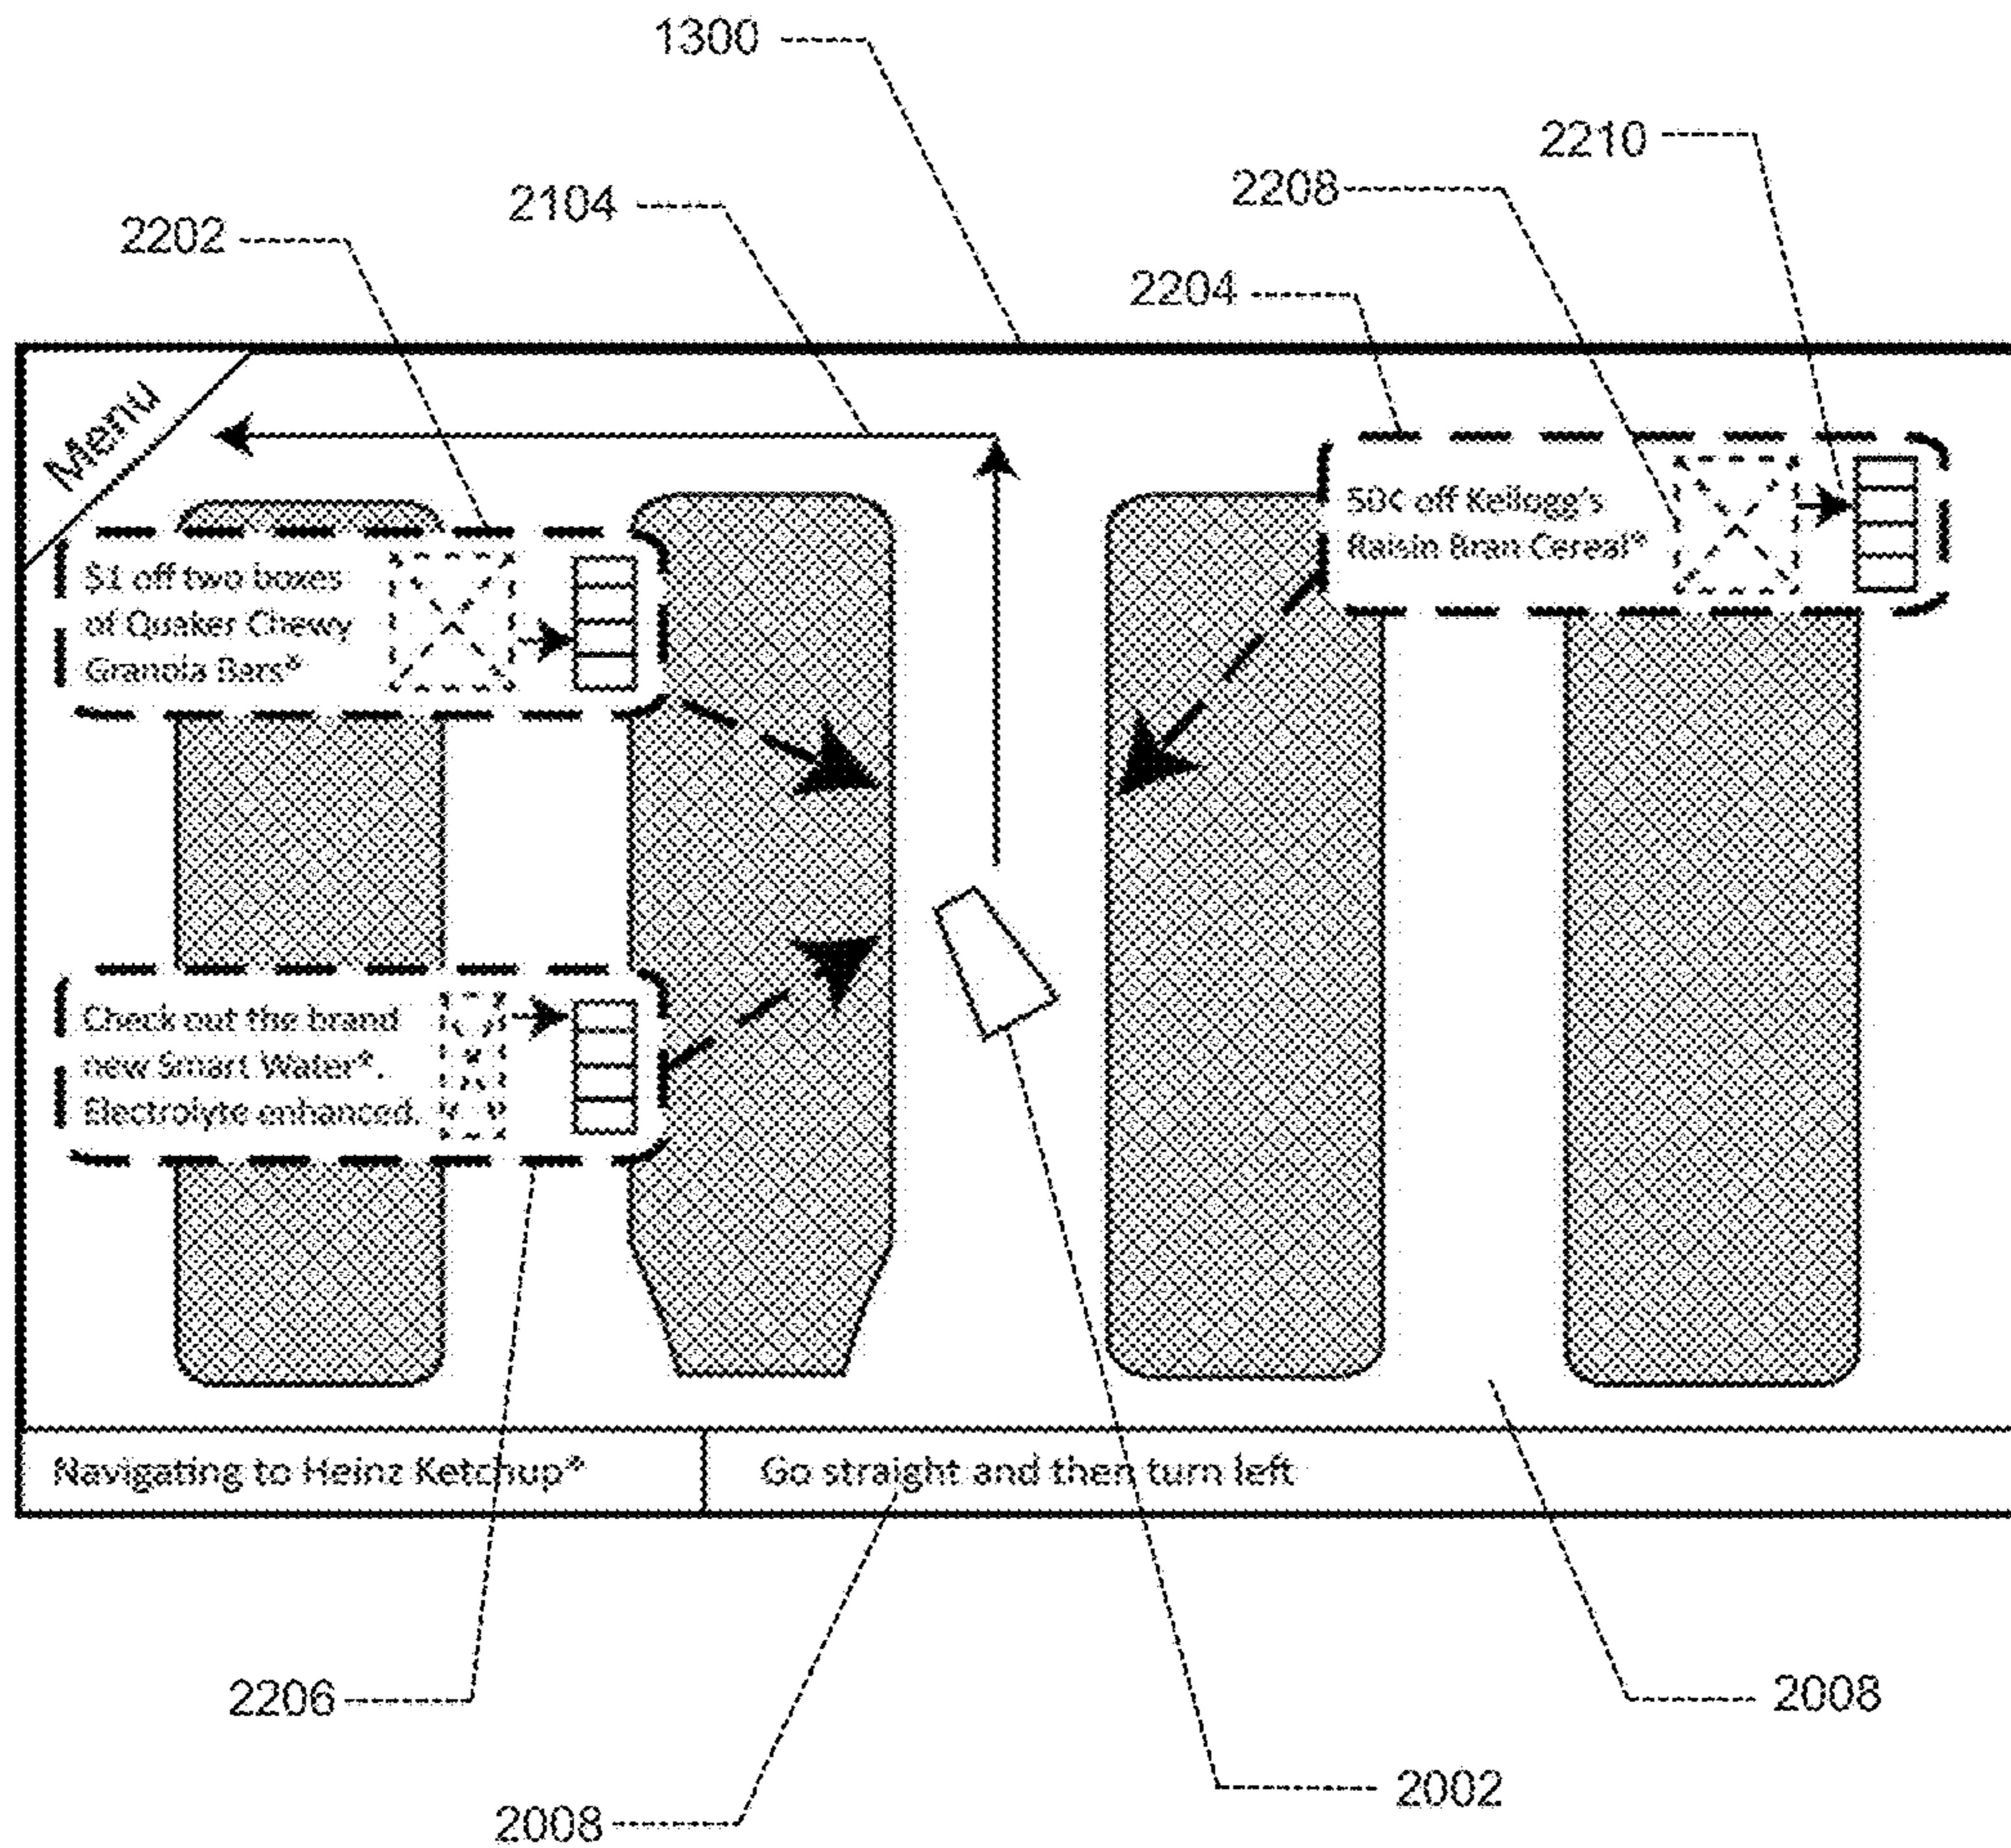 1300
2210
2208
2104
2202
2204
Menu
50¢ off Kellogg's
Raisin Bran Cereal®
$1 off two boxes
of Quaker Chewy
Granola Bars®
Check out the brand
new Smart Water®.
Electrolyte enhanced.
Navigating to Heinz Ketchup®
Go straight and then turn left
2206
2008
2002
2008